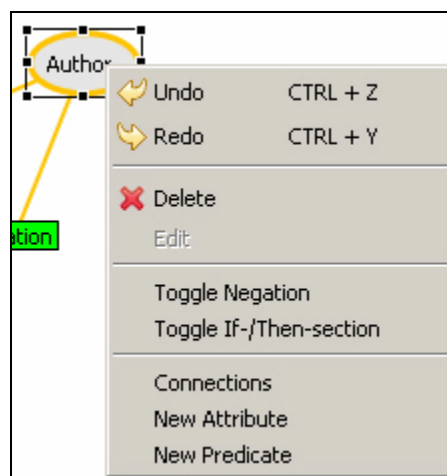 Author
Undo CTRL + Z
Redo CTRL + Y
Delete
ation
Edit
Toggle Negation
Toggle If-/Then-section
Connections
New Attribute
New Predicate